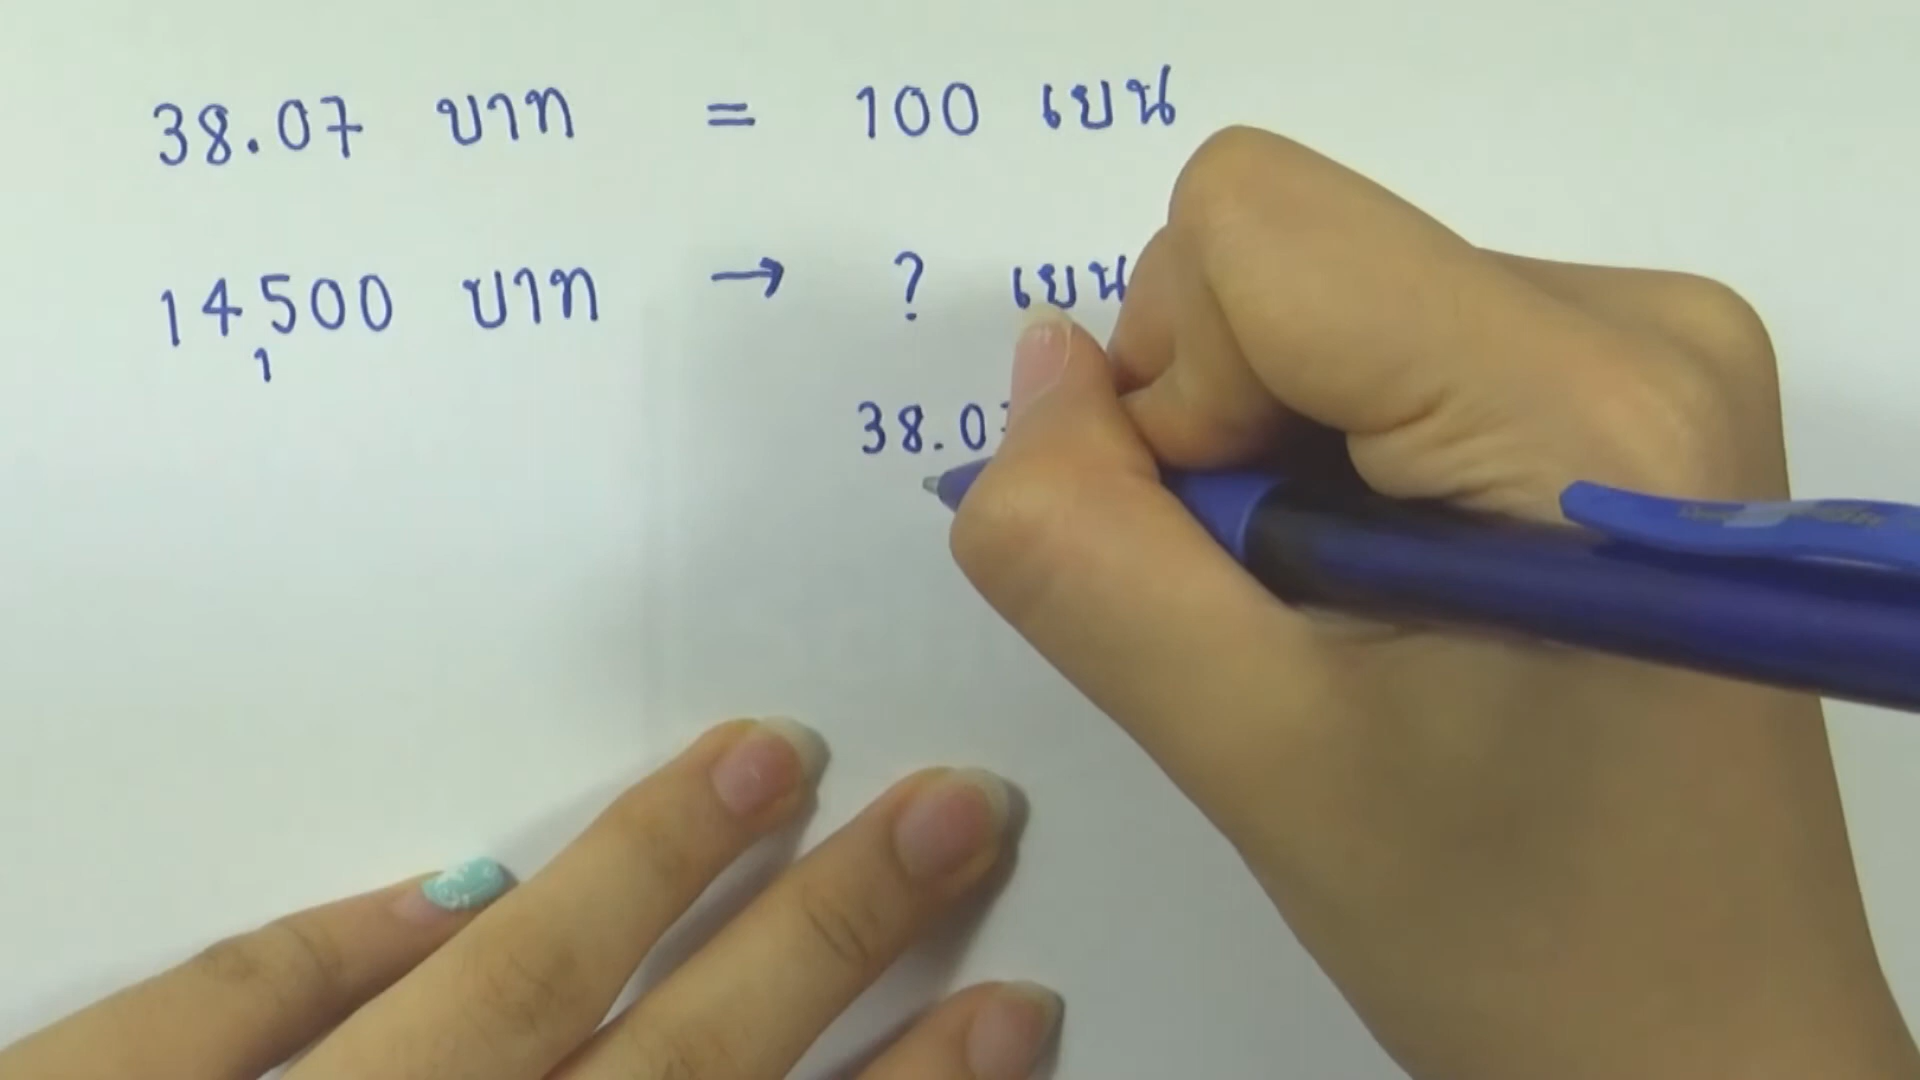 38.07 บาท = 100 เยน
14,500 บาท → ? เยน
38.0